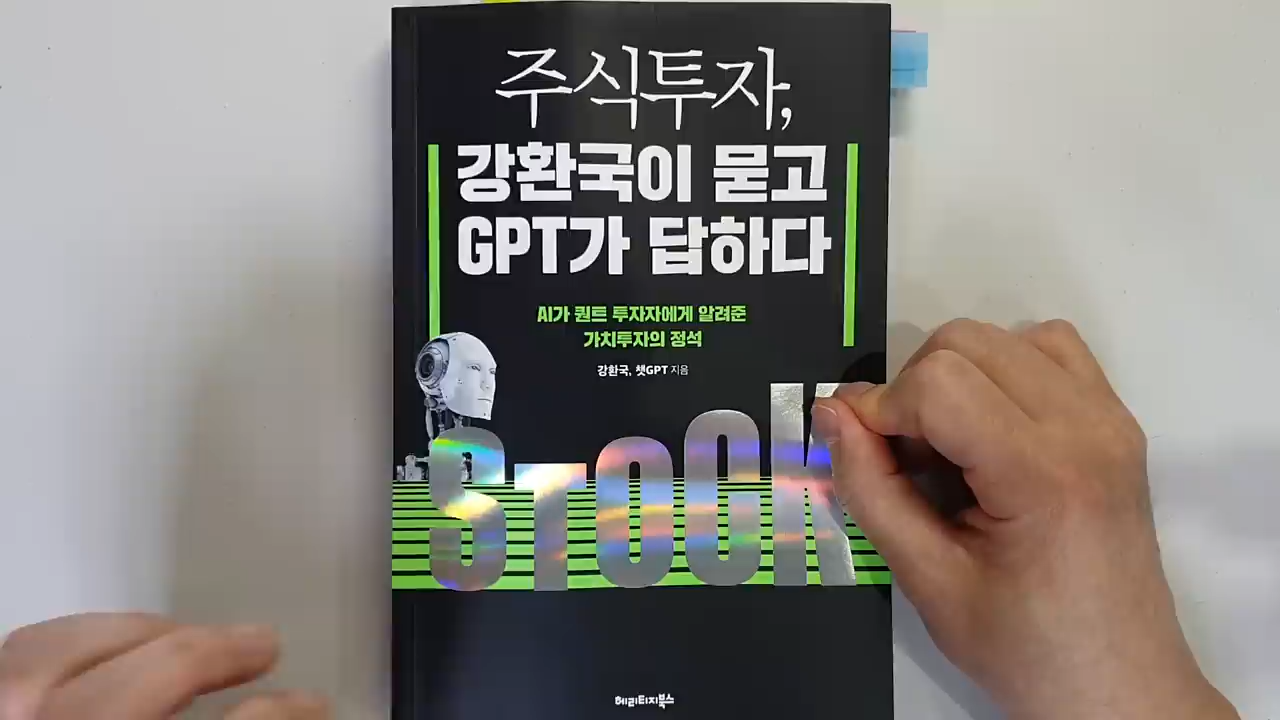 주식투자,
강환국이 묻고
GPT가 답하다
AI가 퀀트 투자자에게 알려준
가치투자의 정석
강환국, 챗GPT 지음
STOCK
헤리티지북스